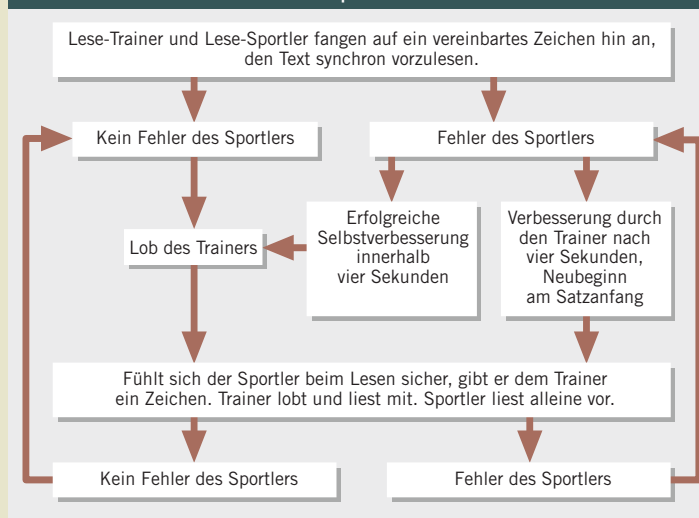 Lese-Trainer und Lese-Sportler fangen auf ein vereinbartes Zeichen hin an,
den Text synchron vorzulesen.
Kein Fehler des Sportlers
Fehler des Sportlers
Lob des Trainers
Erfolgreiche
Selbstverbesserung
innerhalb
vier Sekunden
Verbesserung durch
den Trainer nach
vier Sekunden,
Neubeginn
am Satzanfang
Fühlt sich der Sportler beim Lesen sicher, gibt er dem Trainer
ein Zeichen. Trainer lobt und liest mit. Sportler liest alleine vor.
Kein Fehler des Sportlers
Fehler des Sportlers